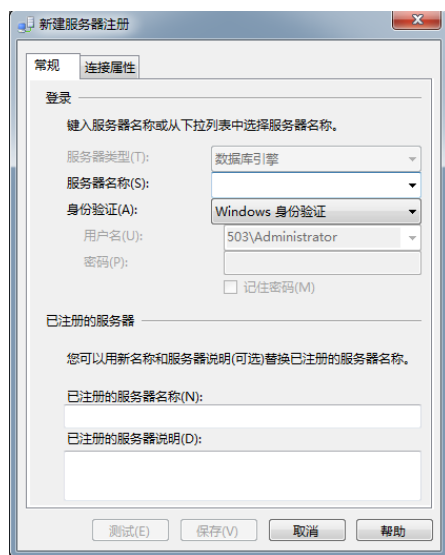 新建服务器注册
常规 连接属性
登录
键入服务器名称或从下拉列表中选择服务器名称。
服务器类型(T): 数据库引擎
服务器名称(S):
身份验证(A): Windows 身份验证
用户名(U): 503\Administrator
密码(P):
记住密码(M)
已注册的服务器
您可以用新名称和服务器说明(可选)替换已注册的服务器名称。
已注册的服务器名称(N):
已注册的服务器说明(D):
测试(E) 保存(V) 取消 帮助